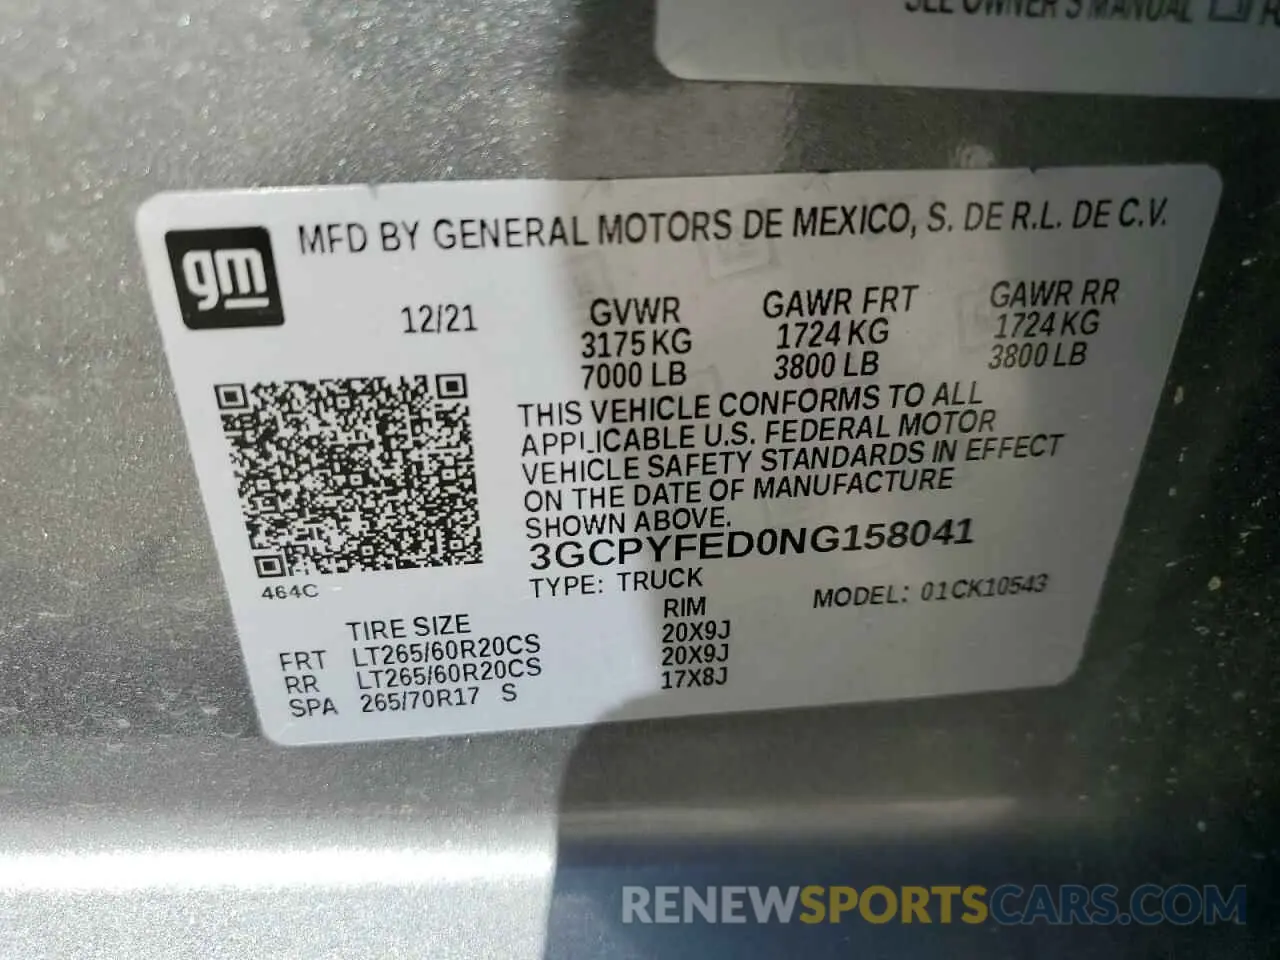 SEE OWNER'S MANUAL
gm
MFD BY GENERAL MOTORS DE MEXICO, S. DE R.L. DE C.V.
12/21
GVWR GAWR FRT GAWR RR
3175 KG 1724 KG 1724 KG
7000 LB 3800 LB 3800 LB
THIS VEHICLE CONFORMS TO ALL
APPLICABLE U.S. FEDERAL MOTOR
VEHICLE SAFETY STANDARDS IN EFFECT
ON THE DATE OF MANUFACTURE
SHOWN ABOVE.
3GCPYFED0NG158041
464C
TYPE: TRUCK MODEL: 01CK10543
TIRE SIZE RIM
FRT LT265/60R20CS 20X9J
RR LT265/60R20CS 20X9J
SPA 265/70R17 S 17X8J
RENEWSPORTSCARS.COM